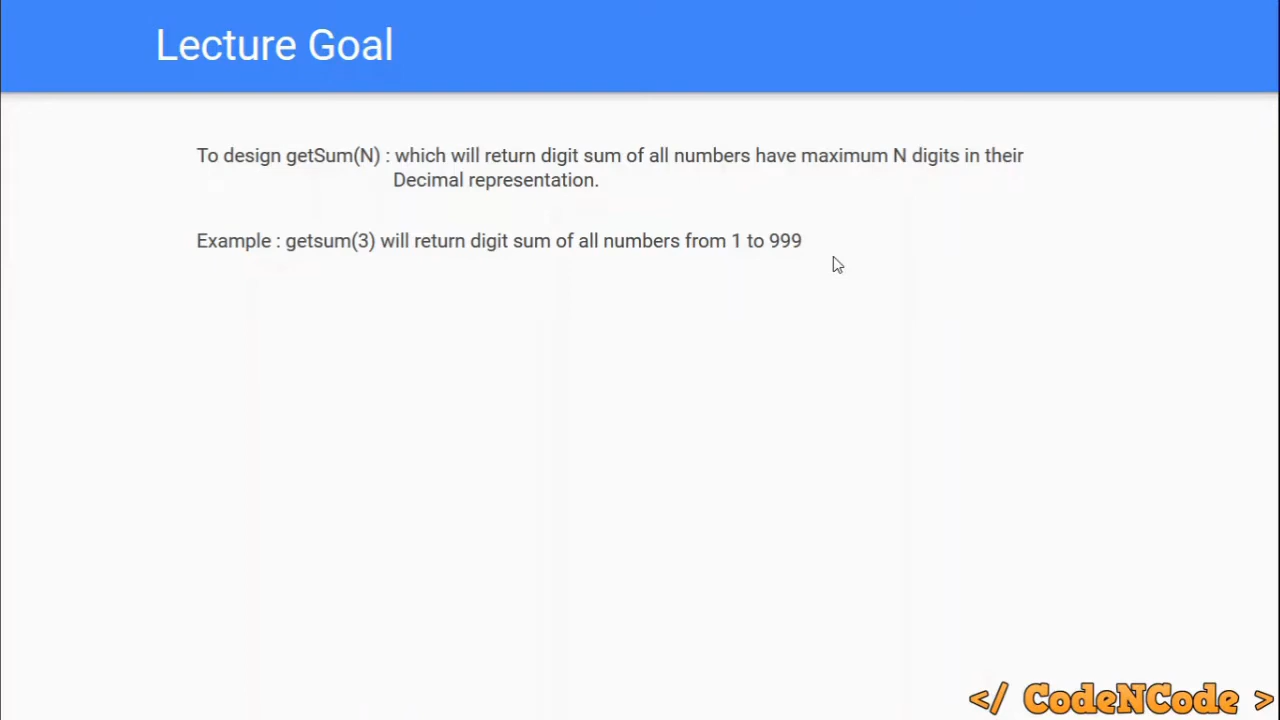 Lecture Goal
To design getSum(N) : which will return digit sum of all numbers have maximum N digits in their
Decimal representation.
Example : getsum(3) will return digit sum of all numbers from 1 to 999
</ CodeNCode >